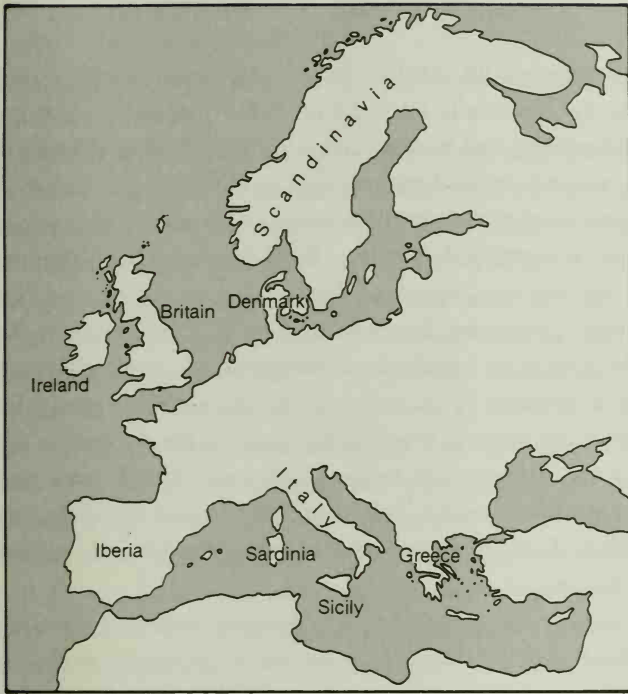 Scandinavia
Britain
Denmark
Ireland
Italy
Iberia
Sardinia
Greece
Sicily